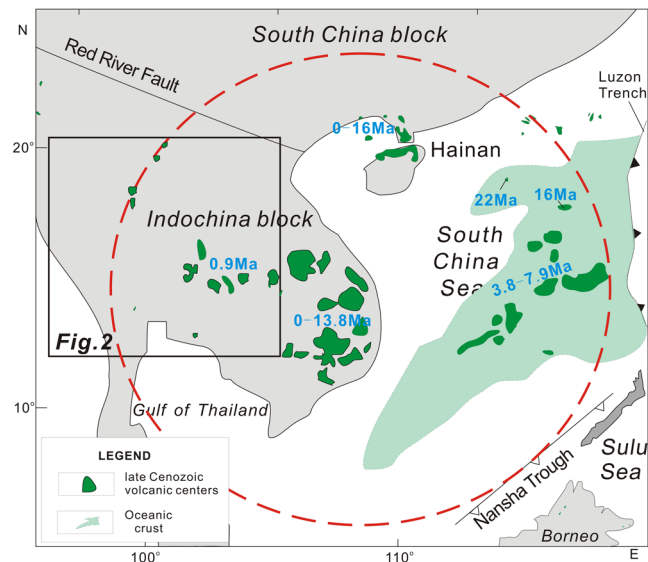 N
South China block
Red River Fault
Luzon
Trench
0-16Ma
20°
Hainan
22Ma
16Ma
Indochina block
0.9Ma
South
China
Sea
3.8-7.9Ma
0-13.8Ma
Fig.2
10°
Gulf of Thailand
LEGEND
late Cenozoic
volcanic centers
Oceanic
crust
Sulu
Sea
Nansha Trough
Borneo
100°
110°
E